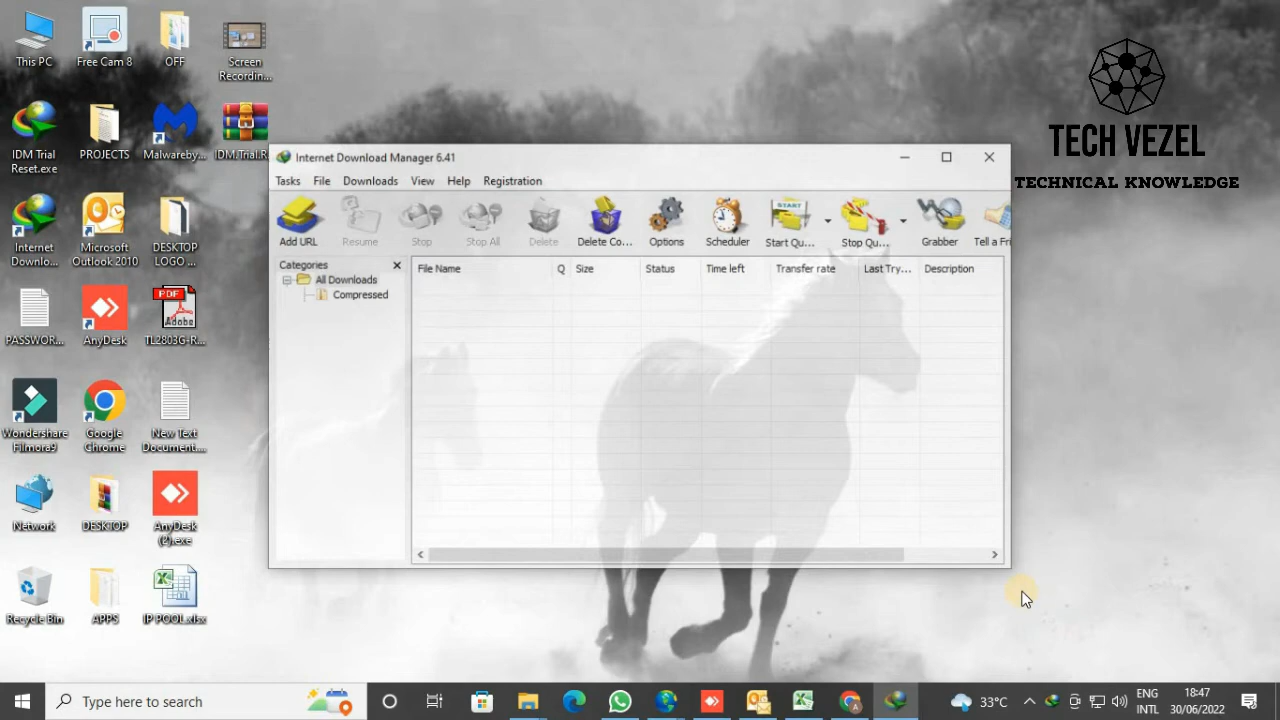 This PC
Free Cam 8
OFF
Screen
Recordin...
IDM Trial
Reset.exe
PROJECTS
Malwareby...
IDM.Trial.R...
Internet
Downlo...
Microsoft
Outlook 2010
DESKTOP
LOGO ...
PASSWOR...
AnyDesk
PDF
Adobe
TL2803G-R...
Wondershare
Filmora9
Google
Chrome
New Text
Document....
Network
DESKTOP
AnyDesk
(2).exe
Recycle Bin
APPS
IP POOL.xlsx
TECH VEZEL
TECHNICAL KNOWLEDGE
Internet Download Manager 6.41
Tasks File Downloads View Help Registration
START
Add URL Resume Stop Stop All Delete Delete Co... Options Scheduler Start Qu... Stop Qu... Grabber Tell a Fri
Categories
All Downloads
Compressed
File Name Q Size Status Time left Transfer rate Last Try... Description
Type here to search
33°C
ENG
INTL
18:47
30/06/2022